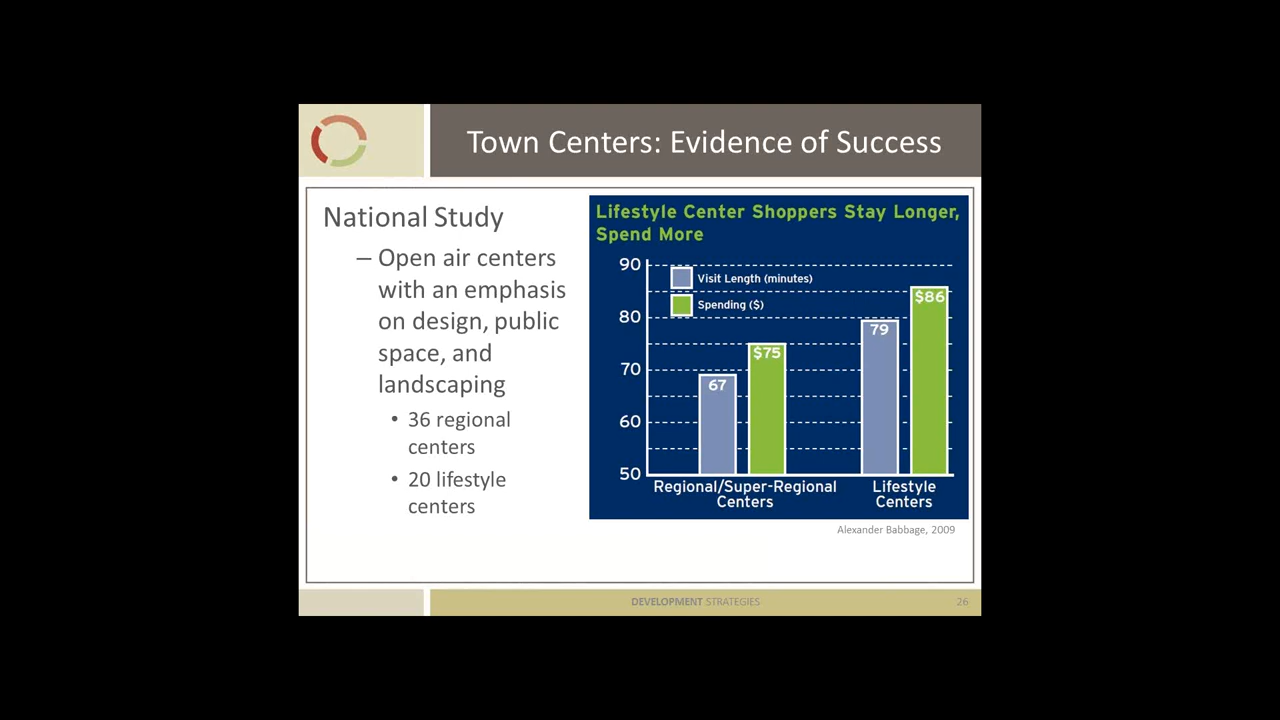 Town Centers: Evidence of Success
National Study
– Open air centers
with an emphasis
on design, public
space, and
landscaping
• 36 regional
centers
• 20 lifestyle
centers
Lifestyle Center Shoppers Stay Longer,
Spend More
90
80
70
60
50
Visit Length (minutes)
Spending ($)
67
$75
79
$86
Regional/Super-Regional
Centers
Lifestyle
Centers
Alexander Babbage, 2009
DEVELOPMENT STRATEGIES
26